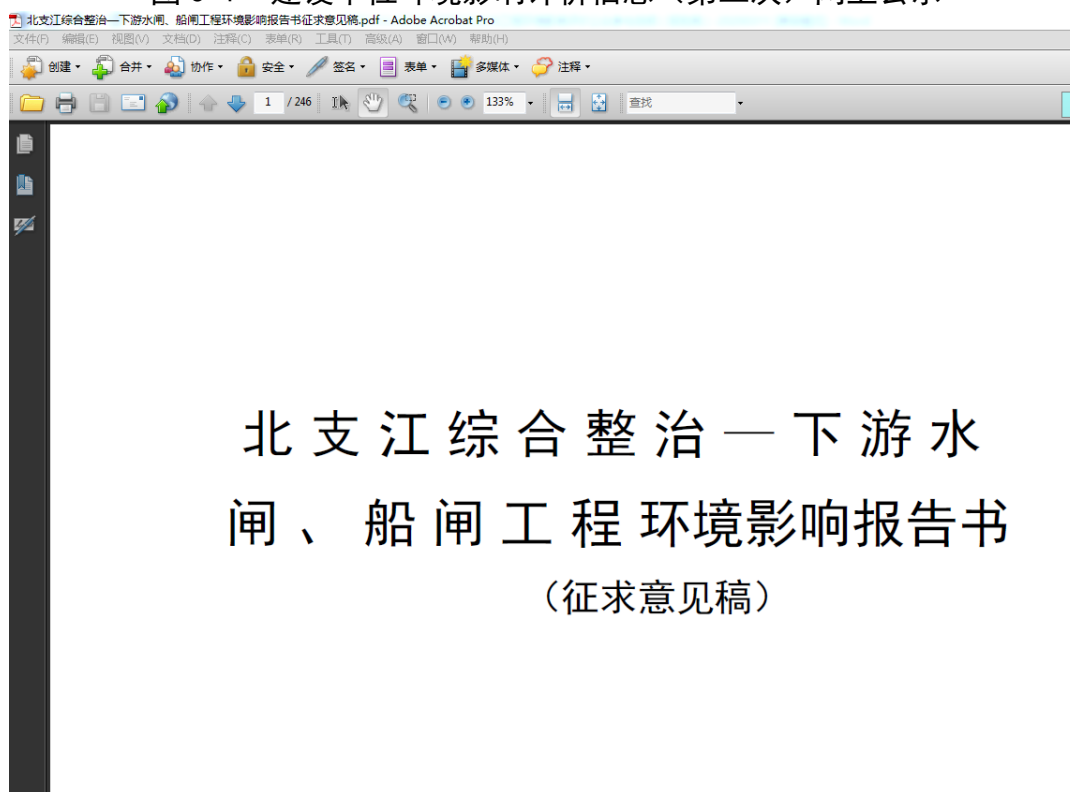 北支江综合整治—下游水闸、船闸工程环境影响报告书征求意见稿.pdf - Adobe Acrobat Pro
文件(F) 编辑(E) 视图(V) 文档(D) 注释(C) 表单(R) 工具(T) 高级(A) 窗口(W) 帮助(H)
创建 合并 协作 安全 签名 表单 多媒体 注释
1 / 246 133% 查找
北支江综合整治—下游水
闸、船闸工程环境影响报告书
（征求意见稿）